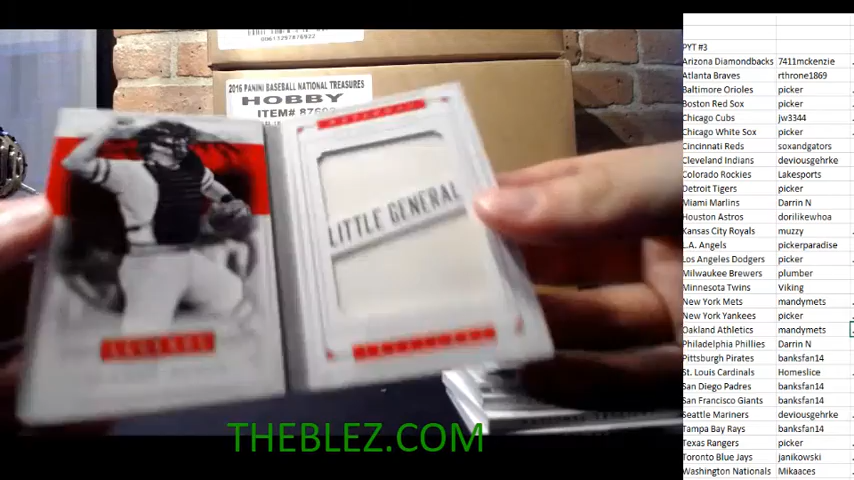 2016 PANINI BASEBALL NATIONAL TREASURES
HOBBY
LITTLE GENERAL
LEGENDS
THEBLEZ.COM
PYT #3
Arizona Diamondbacks 7411mckenzie
Atlanta Braves rthrone1869
Baltimore Orioles picker
Boston Red Sox picker
Chicago Cubs jw3344
Chicago White Sox picker
Cincinnati Reds soxandgators
Cleveland Indians deviousgehrke
Colorado Rockies Lakesports
Detroit Tigers picker
Miami Marlins Darrin N
Houston Astros dorilikewhoa
Kansas City Royals muzzy
L.A. Angels pickerparadise
Los Angeles Dodgers picker
Milwaukee Brewers plumber
Minnesota Twins Viking
New York Mets mandymets
New York Yankees picker
Oakland Athletics mandymets
Philadelphia Phillies Darrin N
Pittsburgh Pirates banksfan14
St. Louis Cardinals Homeslice
San Diego Padres banksfan14
San Francisco Giants banksfan14
Seattle Mariners deviousgehrke
Tampa Bay Rays banksfan14
Texas Rangers picker
Toronto Blue Jays janikowski
Washington Nationals Mikaaces